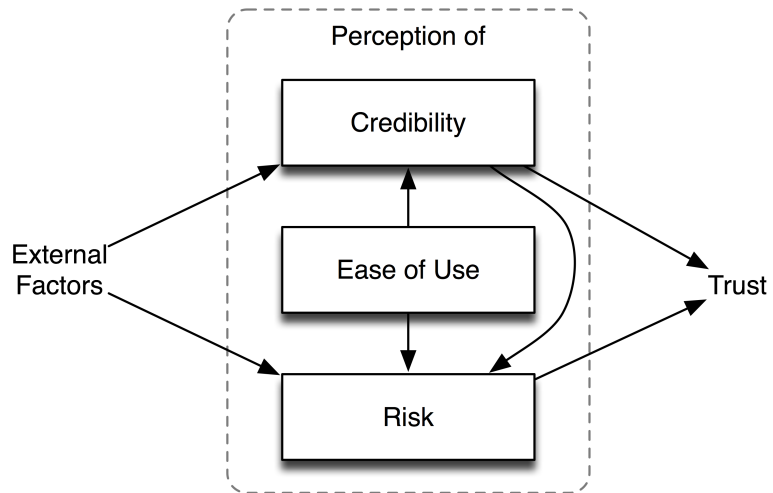 Perception of
Credibility
External
Factors
Ease of Use
Trust
Risk